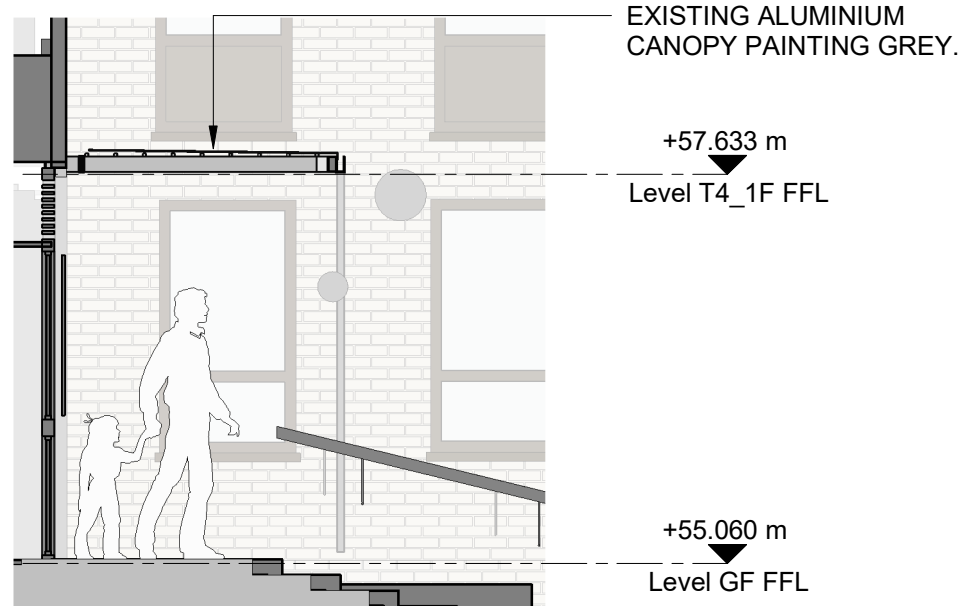 EXISTING ALUMINIUM
CANOPY PAINTING GREY.
+57.633 m
Level T4_1F FFL
+55.060 m
Level GF FFL